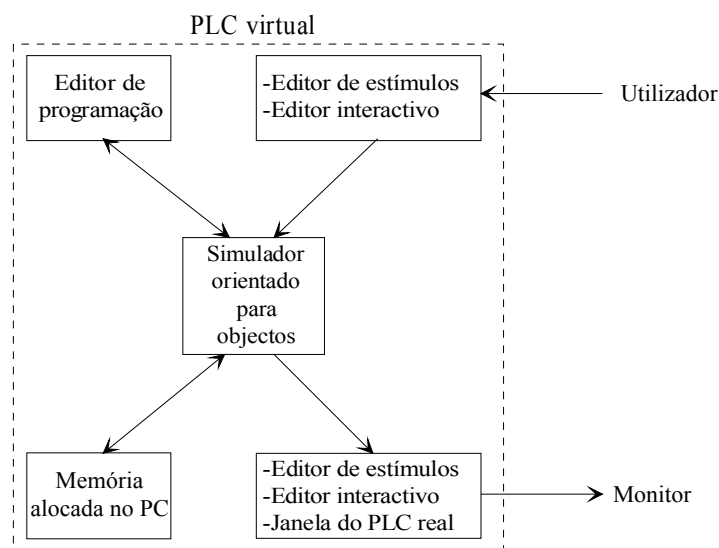 PLC virtual
Editor de
programação
-Editor de estímulos
-Editor interactivo
Utilizador
Simulador
orientado
para
objectos
Memória
alocada no PC
-Editor de estímulos
-Editor interactivo
-Janela do PLC real
Monitor